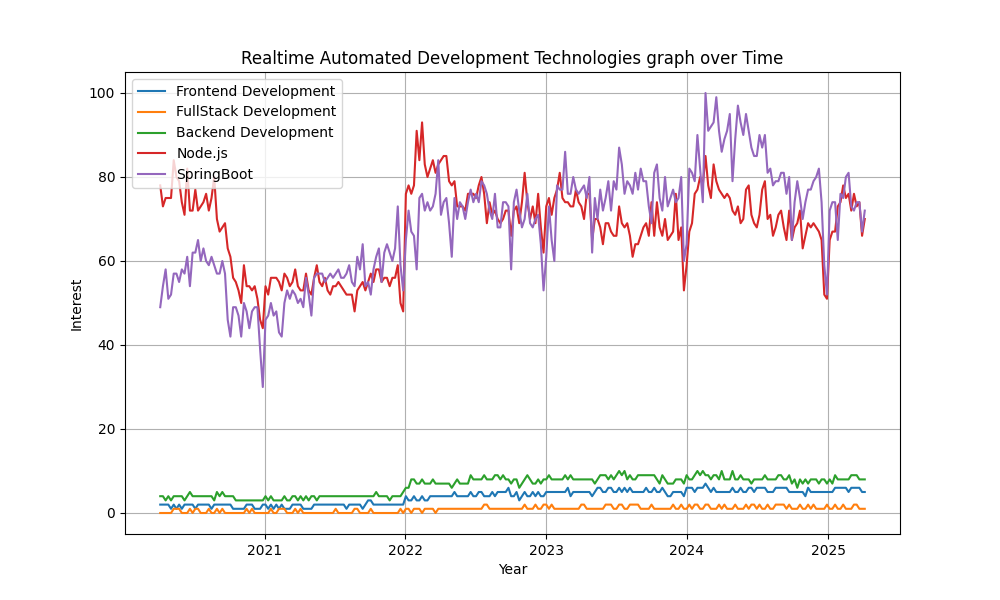 Realtime Automated Development Technologies graph over Time
Frontend Development
FullStack Development
Backend Development
Node.js
SpringBoot
100
80
60
40
20
0
Interest
2021
2022
2023
2024
2025
Year